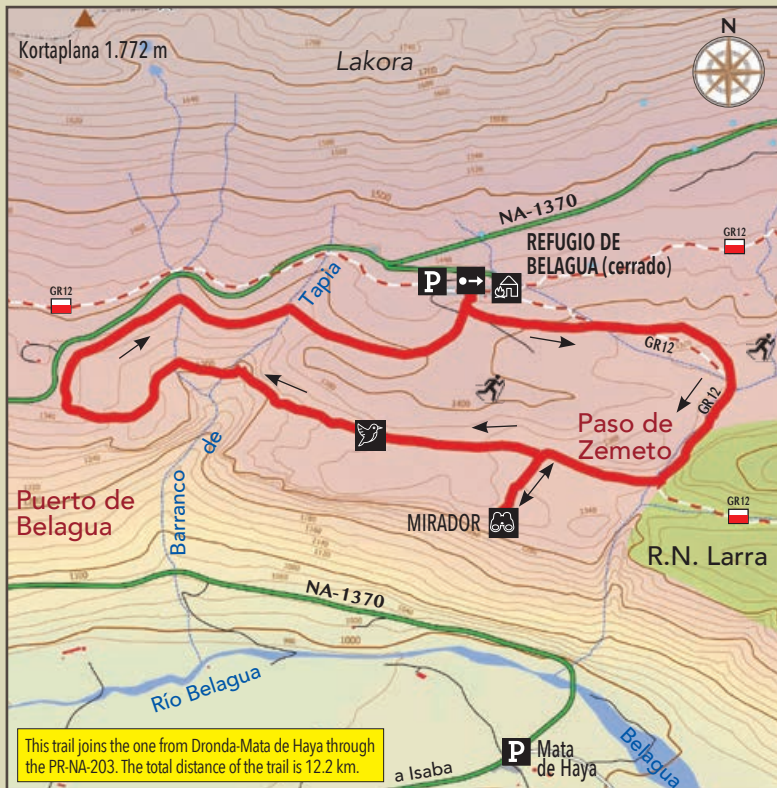 Kortaplana 1.772 m
Lakora
N
NA-1370
REFUGIO DE
BELAGUA (cerrado)
P
GR12
GR12
Tapia
GR12
GR12
Paso de
Zemeto
Puerto de
Belagua
Barranco
de
MIRADOR
GR12
R.N. Larra
NA-1370
1100
1000
Río Belagua
This trail joins the one from Dronda-Mata de Haya through
the PR-NA-203. The total distance of the trail is 12.2 km.
a Isaba
P
Mata
de Haya
Belagua